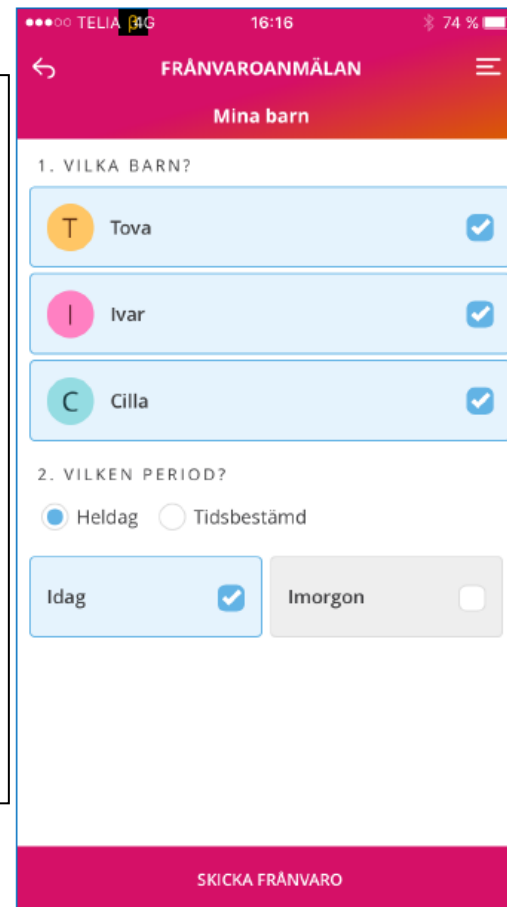 TELIA β4G 16:16 74 %
FRÅNVAROANMÄLAN
Mina barn
1. VILKA BARN?
T Tova
I Ivar
C Cilla
2. VILKEN PERIOD?
Heldag Tidsbestämd
Idag Imorgon
SKICKA FRÅNVARO